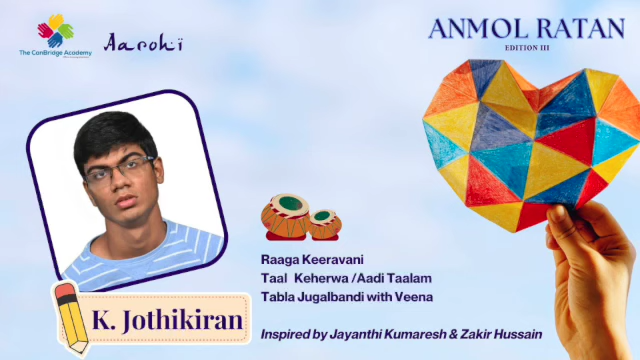 The CanBridge Academy
Aarohi
ANMOL RATAN
EDITION III
Raaga Keeravani
Taal Keherwa /Aadi Taalam
Tabla Jugalbandi with Veena
K. Jothikiran
Inspired by Jayanthi Kumaresh & Zakir Hussain